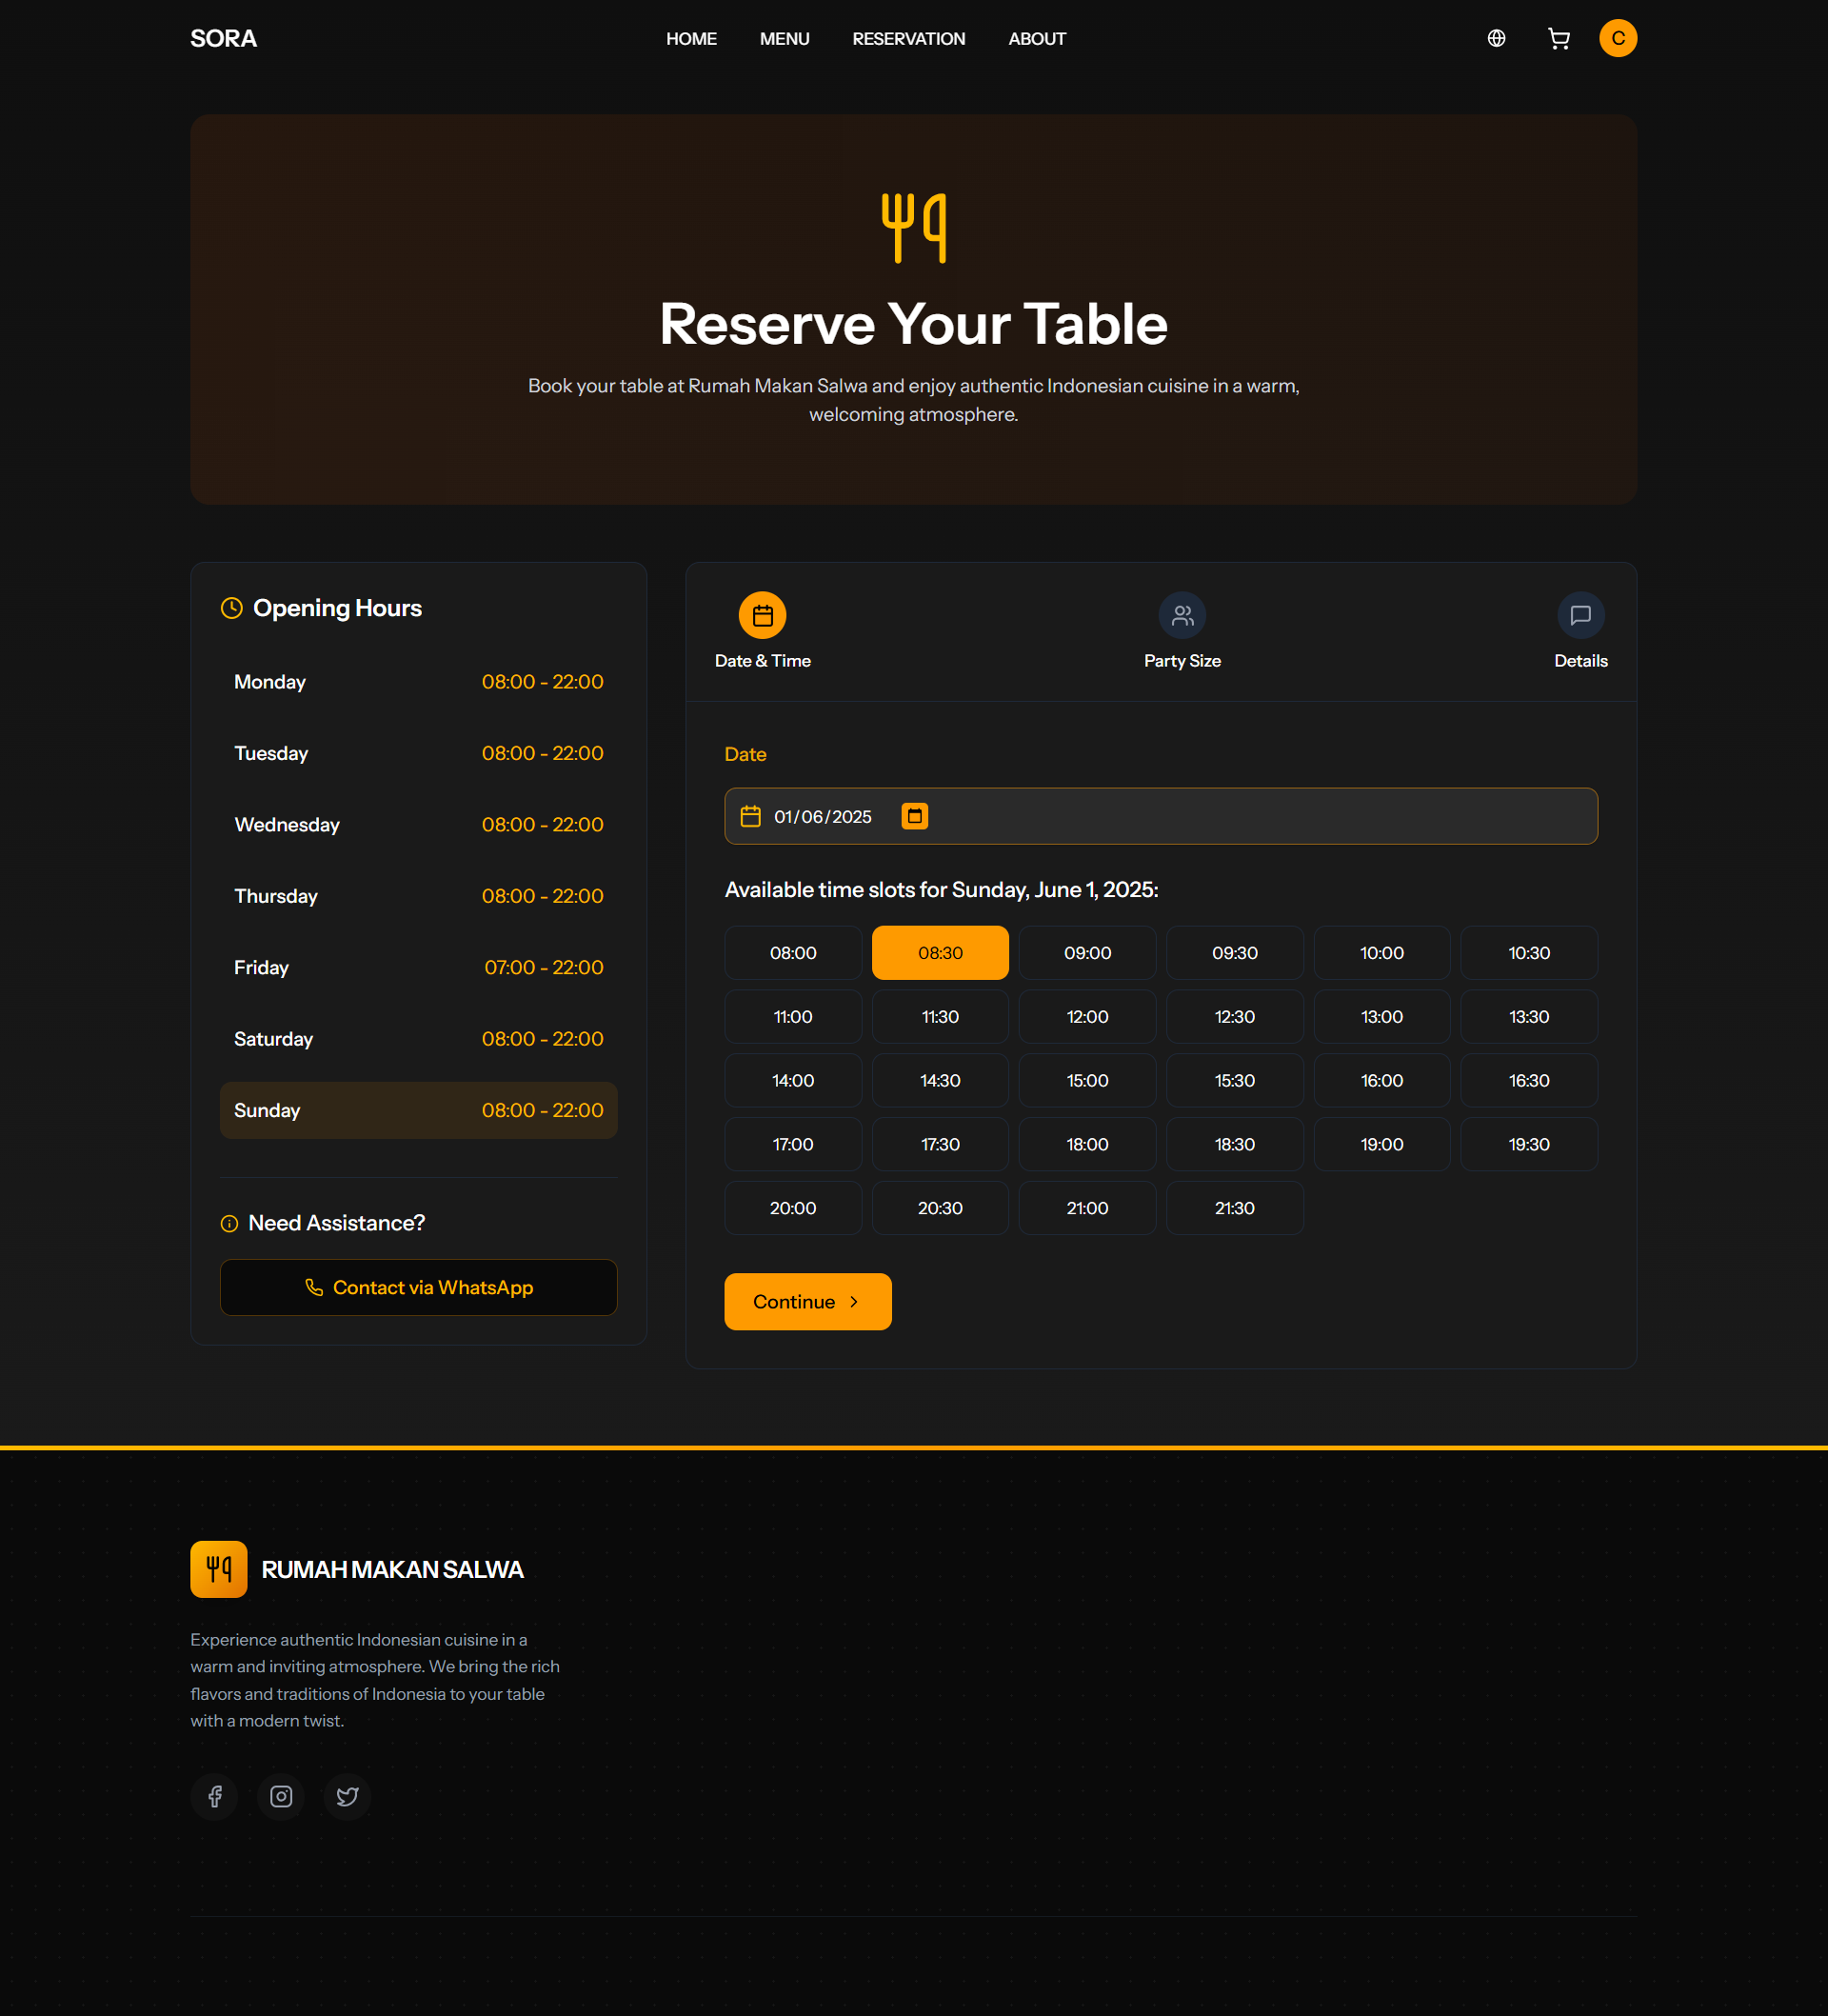 SORA
HOME MENU RESERVATION ABOUT
C
Reserve Your Table
Book your table at Rumah Makan Salwa and enjoy authentic Indonesian cuisine in a warm,
welcoming atmosphere.
Opening Hours
Monday 08:00 - 22:00
Tuesday 08:00 - 22:00
Wednesday 08:00 - 22:00
Thursday 08:00 - 22:00
Friday 07:00 - 22:00
Saturday 08:00 - 22:00
Sunday 08:00 - 22:00
Need Assistance?
Contact via WhatsApp
Date & Time Party Size Details
Date
01/06/2025
Available time slots for Sunday, June 1, 2025:
08:00 08:30 09:00 09:30 10:00 10:30
11:00 11:30 12:00 12:30 13:00 13:30
14:00 14:30 15:00 15:30 16:00 16:30
17:00 17:30 18:00 18:30 19:00 19:30
20:00 20:30 21:00 21:30
Continue
RUMAH MAKAN SALWA
Experience authentic Indonesian cuisine in a
warm and inviting atmosphere. We bring the rich
flavors and traditions of Indonesia to your table
with a modern twist.